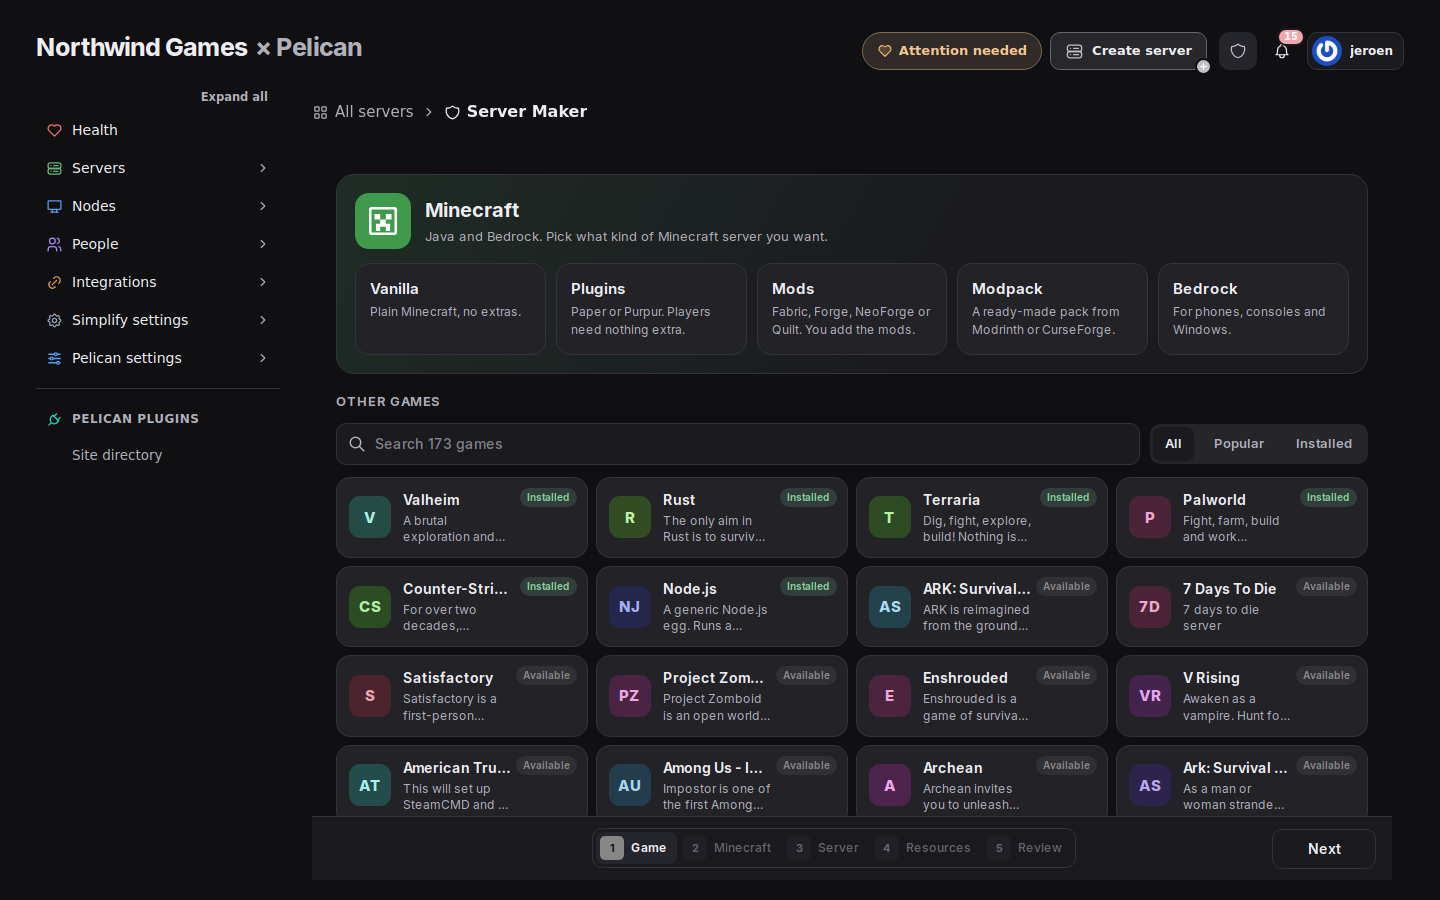 Northwind Games × Pelican
Attention needed
Create server
15
jeroen
Expand all
Health
Servers
Nodes
People
Integrations
Simplify settings
Pelican settings
PELICAN PLUGINS
Site directory
All servers
Server Maker
Minecraft
Java and Bedrock. Pick what kind of Minecraft server you want.
Vanilla
Plain Minecraft, no extras.
Plugins
Paper or Purpur. Players
need nothing extra.
Mods
Fabric, Forge, NeoForge or
Quilt. You add the mods.
Modpack
A ready-made pack from
Modrinth or CurseForge.
Bedrock
For phones, consoles and
Windows.
OTHER GAMES
Search 173 games
All
Popular
Installed
V
Valheim
Installed
A brutal
exploration and...
R
Rust
Installed
The only aim in
Rust is to surviv...
T
Terraria
Installed
Dig, fight, explore,
build! Nothing is...
P
Palworld
Installed
Fight, farm, build
and work...
CS
Counter-Stri...
Installed
For over two
decades,...
NJ
Node.js
Installed
A generic Node.js
egg. Runs a...
AS
ARK: Survival...
Available
ARK is reimagined
from the ground...
7D
7 Days To Die
Available
7 days to die
server
S
Satisfactory
Available
Satisfactory is a
first-person...
PZ
Project Zom...
Available
Project Zomboid
is an open world...
E
Enshrouded
Available
Enshrouded is a
game of surviva...
VR
V Rising
Available
Awaken as a
vampire. Hunt fo...
AT
American Tru...
Available
This will set up
SteamCMD and ...
AU
Among Us - I...
Available
Impostor is one of
the first Among...
A
Archean
Available
Archean invites
you to unleash...
AS
Ark: Survival ...
Available
As a man or
woman strande...
1 Game
2 Minecraft
3 Server
4 Resources
5 Review
Next